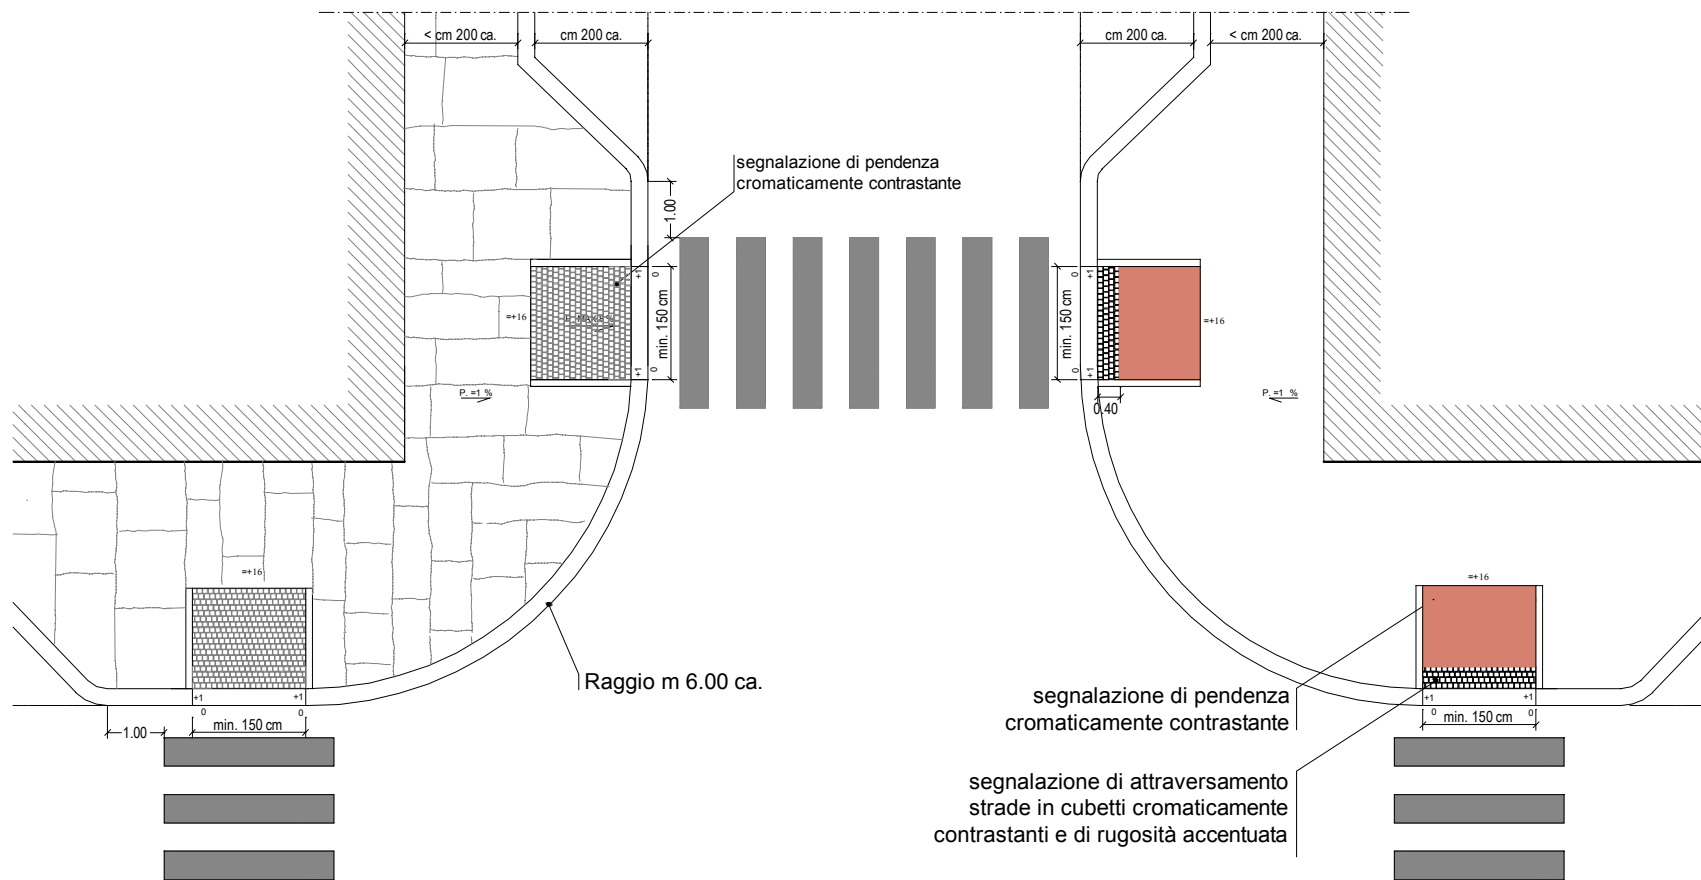 < cm 200 ca.
cm 200 ca.
cm 200 ca.
< cm 200 ca.
segnalazione di pendenza
cromaticamente contrastante
1.00
+1
0
0
+1
=+16
min. 150 cm
min. 150 cm
=+16
+1
0
0
+1
P. =1 %
0.40
P. =1 %
=+16
=+16
Raggio m 6.00 ca.
segnalazione di pendenza
cromaticamente contrastante
+1
+1
0
0
1.00
min. 150 cm
+1
+1
0
0
min. 150 cm
segnalazione di attraversamento
strade in cubetti cromaticamente
contrastanti e di rugosità accentuata